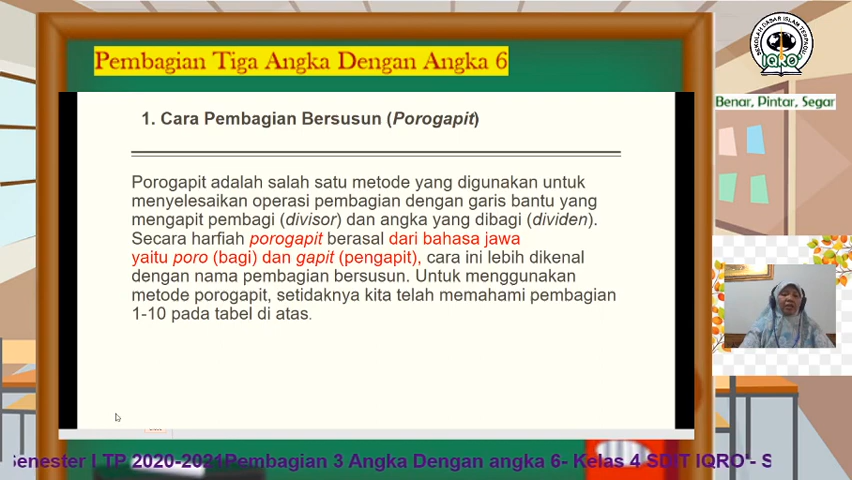 Pembagian Tiga Angka Dengan Angka 6
SEKOLAH DASAR ISLAM TERPADU
IQRO'
Benar, Pintar, Segar
1. Cara Pembagian Bersusun (Porogapit)
Porogapit adalah salah satu metode yang digunakan untuk
menyelesaikan operasi pembagian dengan garis bantu yang
mengapit pembagi (divisor) dan angka yang dibagi (dividen).
Secara harfiah porogapit berasal dari bahasa jawa
yaitu poro (bagi) dan gapit (pengapit), cara ini lebih dikenal
dengan nama pembagian bersusun. Untuk menggunakan
metode porogapit, setidaknya kita telah memahami pembagian
1-10 pada tabel di atas.
Semester I TP 2020-2021Pembagian 3 Angka Dengan angka 6- Kelas 4 SDIT IQRO'- S